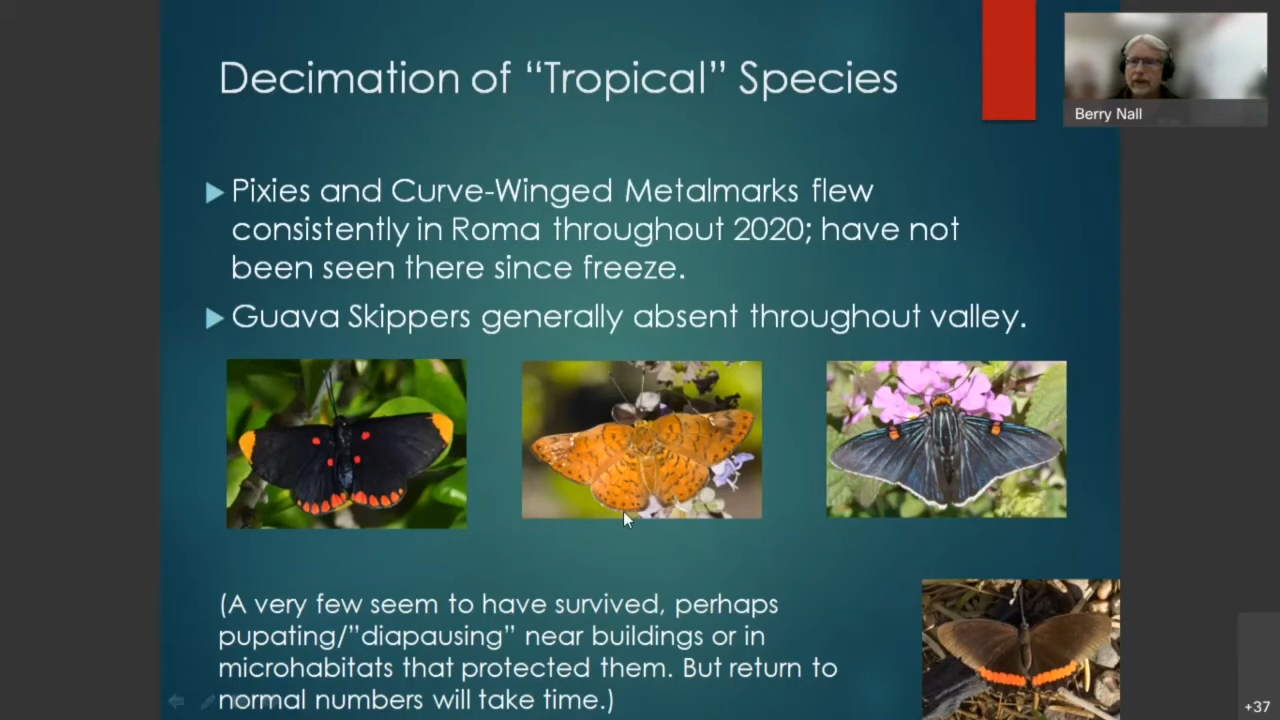 Decimation of “Tropical” Species
Berry Nall
Pixies and Curve-Winged Metalmarks flew
consistently in Roma throughout 2020; have not
been seen there since freeze.
Guava Skippers generally absent throughout valley.
(A very few seem to have survived, perhaps
pupating/”diapausing” near buildings or in
microhabitats that protected them. But return to
normal numbers will take time.)
+37